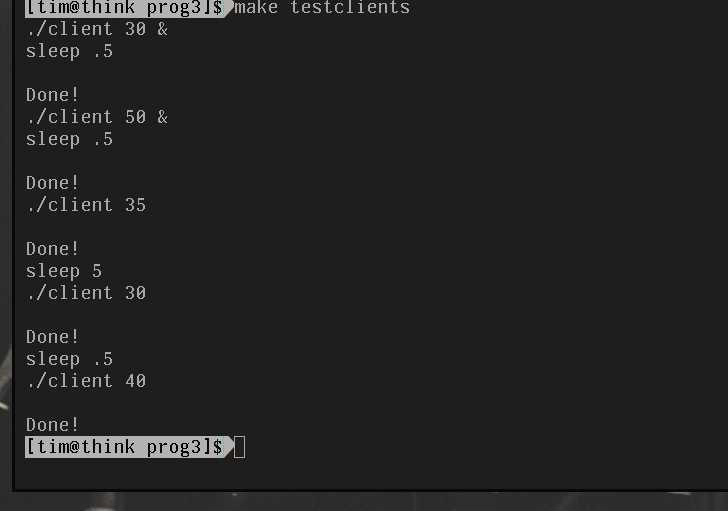 [tim@think prog3]$ make testclients
./client 30 &
sleep .5
Done!
./client 50 &
sleep .5
Done!
./client 35
Done!
sleep 5
./client 30
Done!
sleep .5
./client 40
Done!
[tim@think prog3]$